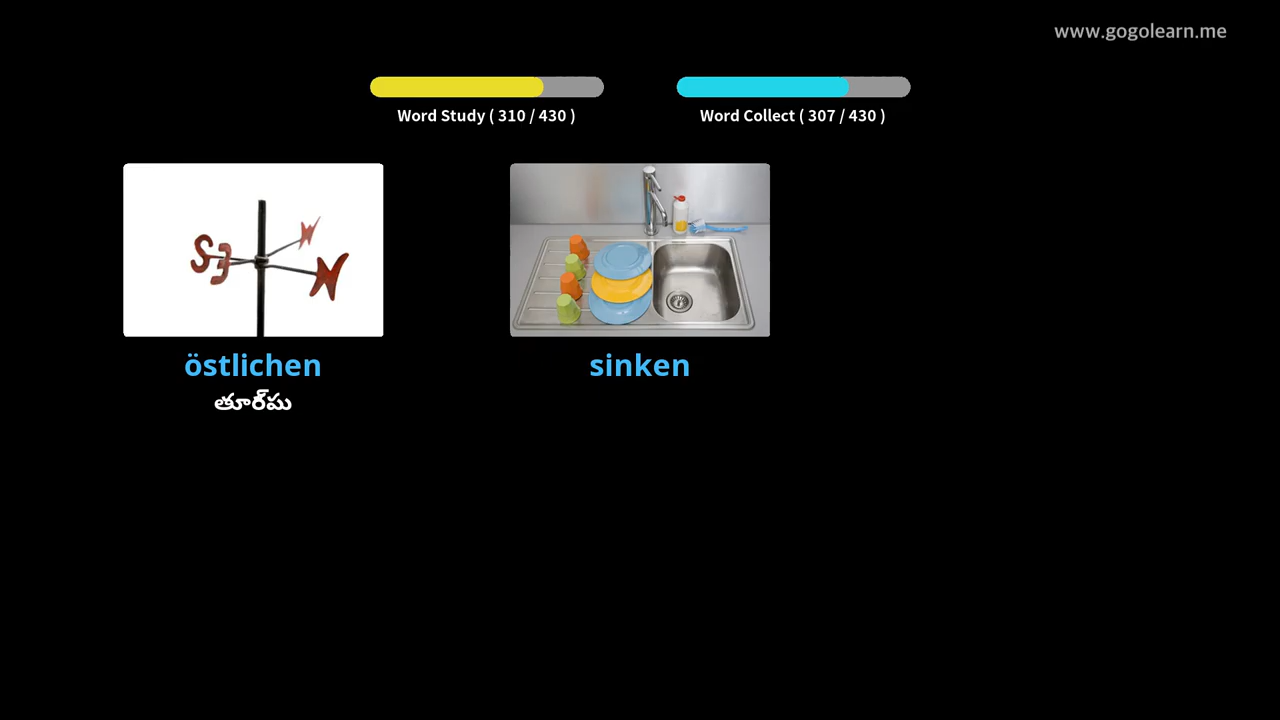 www.gogolearn.me
Word Study ( 310 / 430 )
Word Collect ( 307 / 430 )
östlichen
sinken
తూర్పు